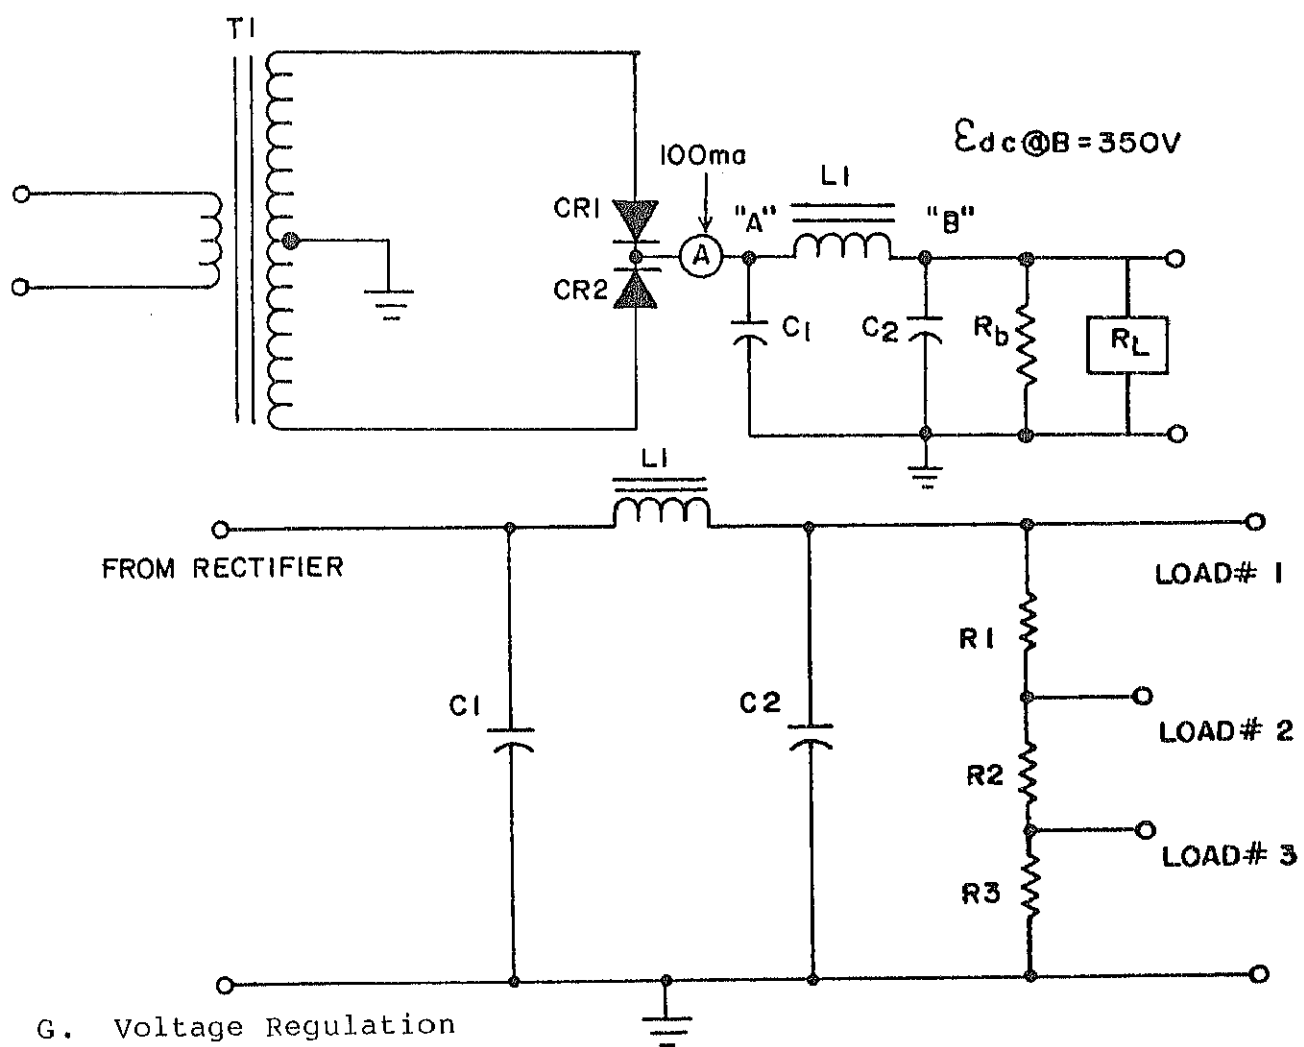 T1
100ma
Ɛdc@B=350V
CR1
"A"
L1
"B"
A
CR2
C1
C2
Rb
RL
L1
FROM RECTIFIER
LOAD# 1
R1
C1
C2
LOAD# 2
R2
LOAD# 3
R3
G. Voltage Regulation